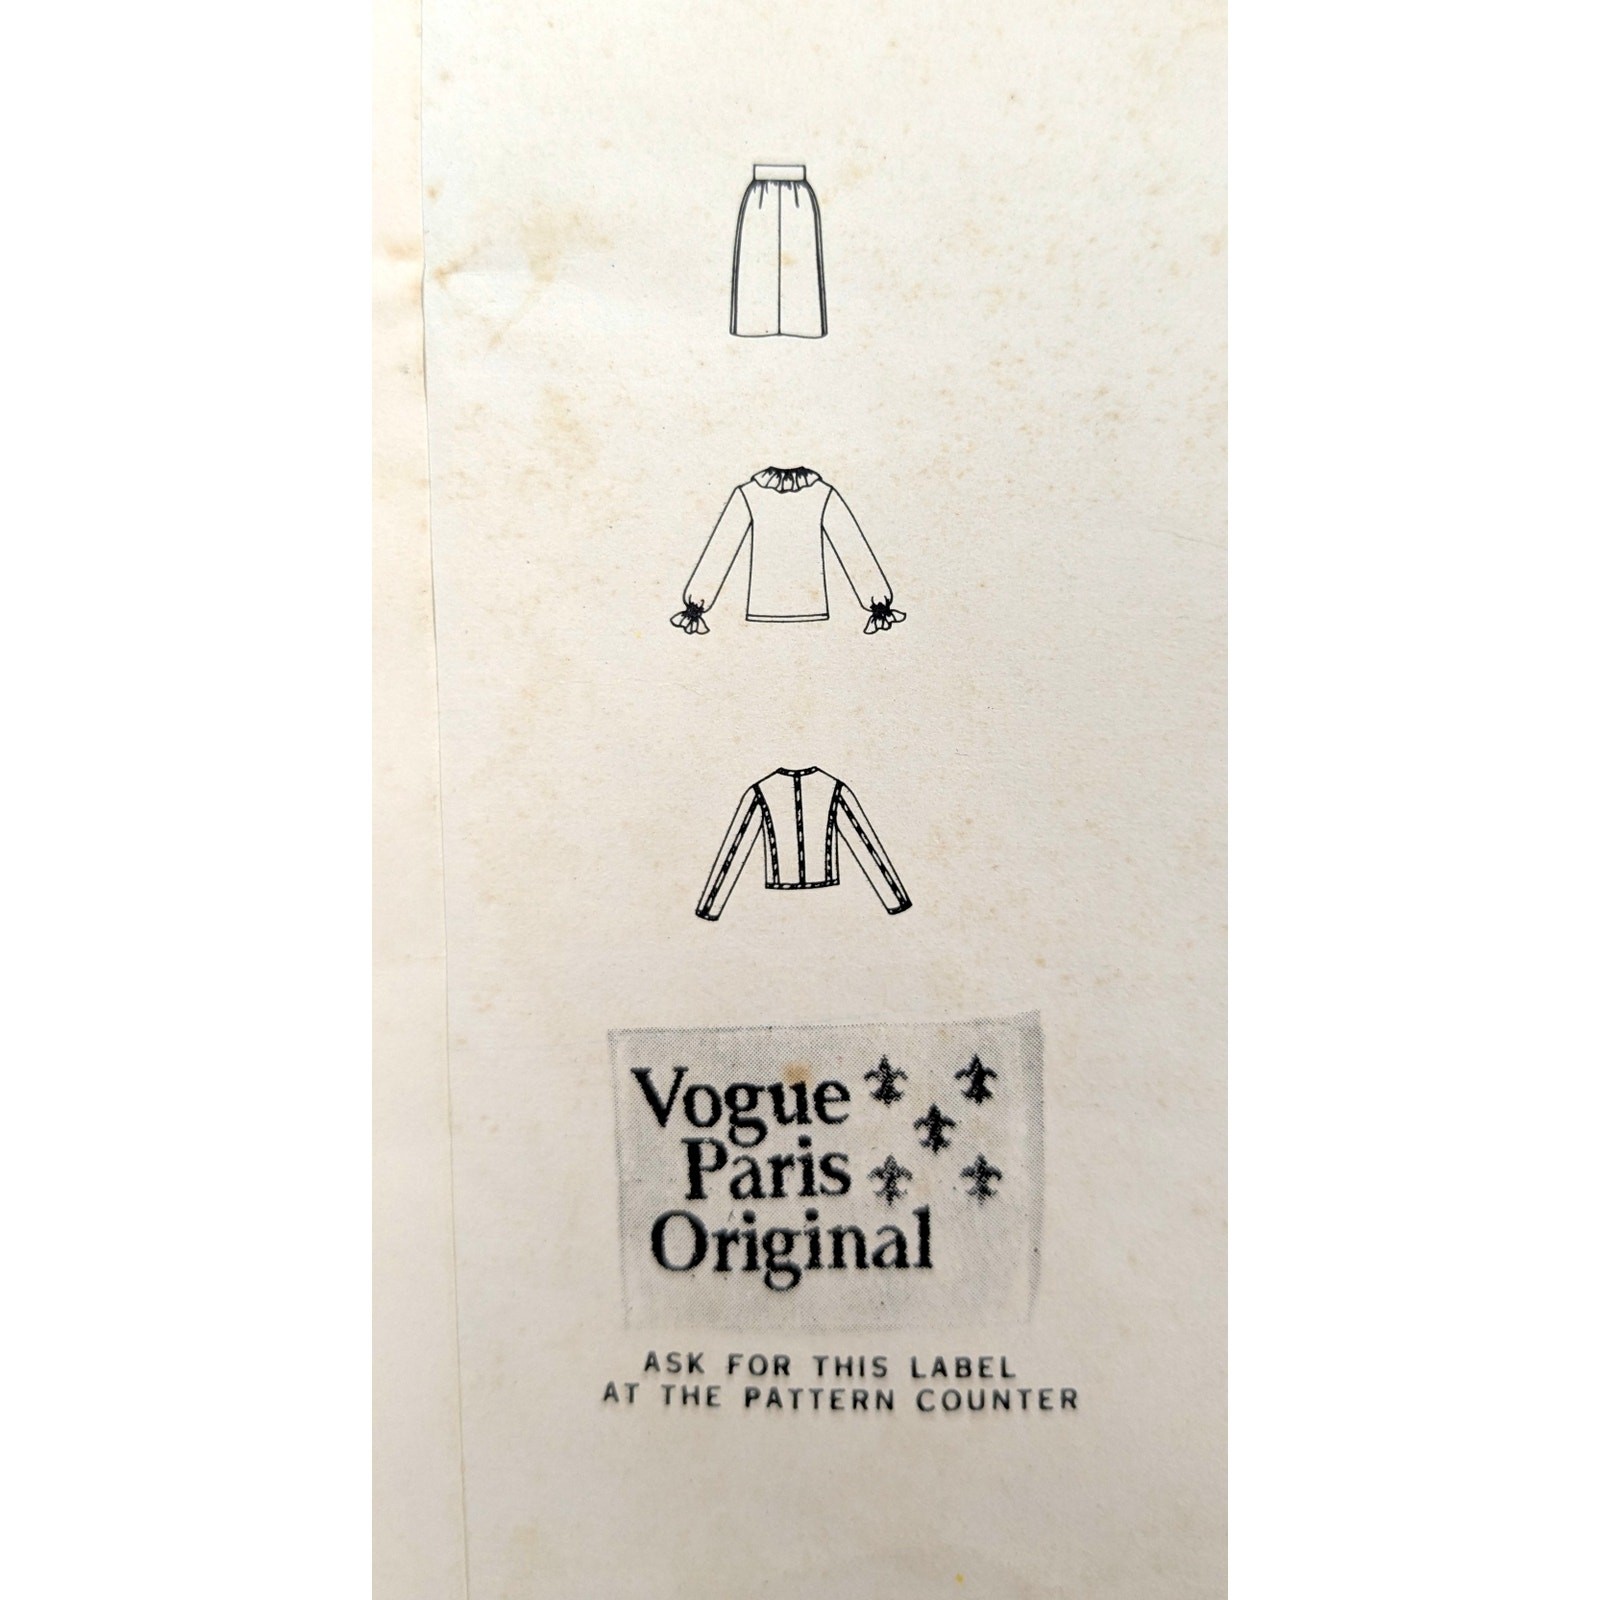 Vogue
Paris
Original
ASK FOR THIS LABEL
AT THE PATTERN COUNTER